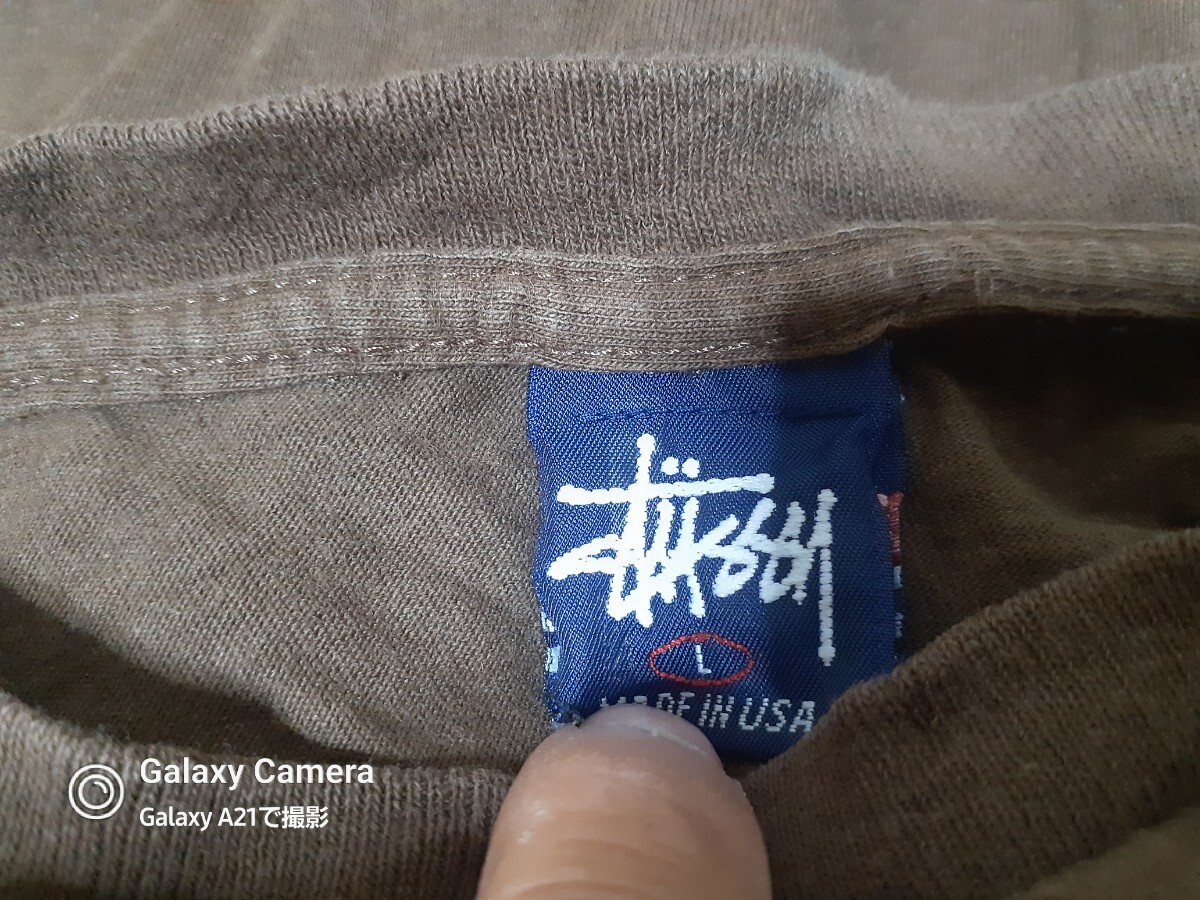 Stüssy
L
MADE IN USA
Galaxy Camera
Galaxy A21で撮影